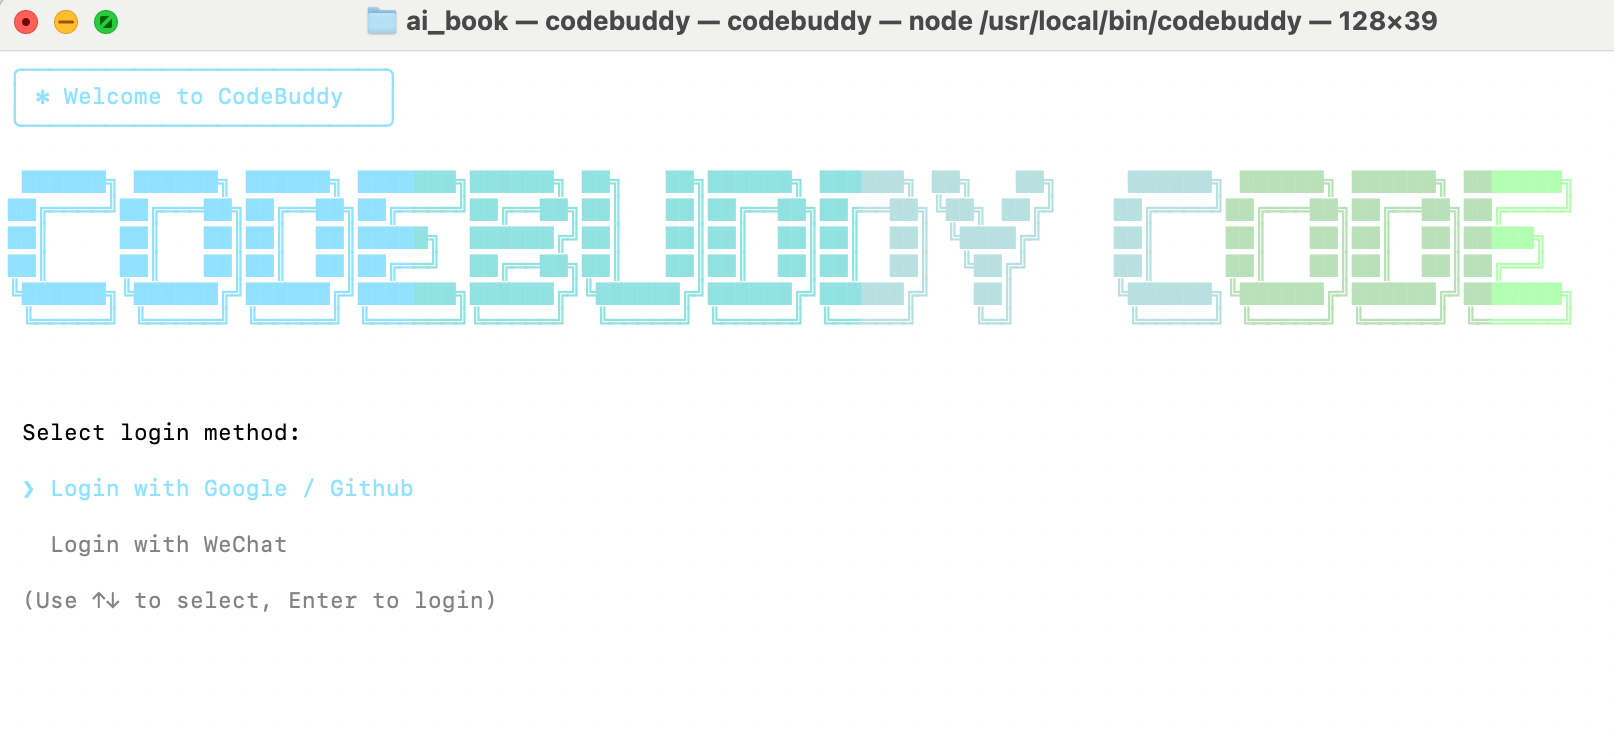 ai_book — codebuddy — codebuddy — node /usr/local/bin/codebuddy — 128×39
✻ Welcome to CodeBuddy
CODEBUDDY CODE
Select login method:
❯ Login with Google / Github
Login with WeChat
(Use ↑↓ to select, Enter to login)